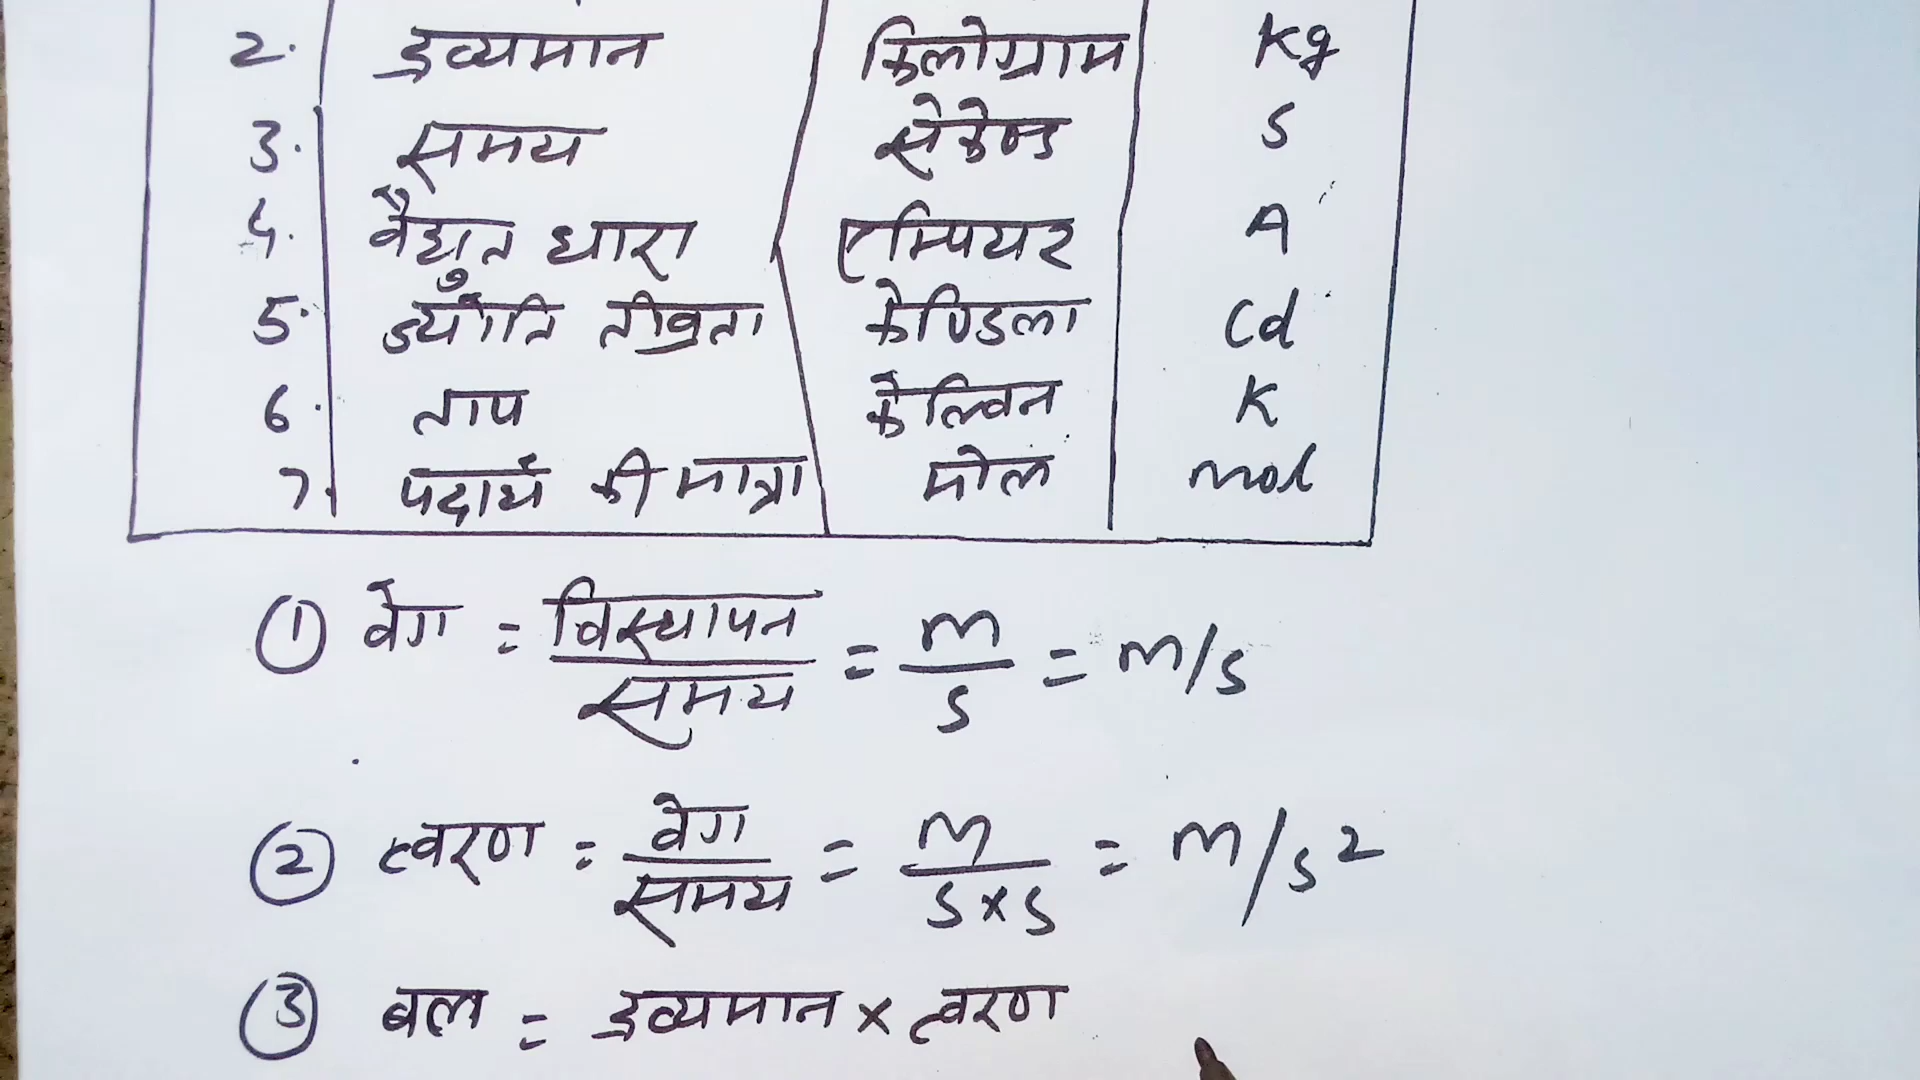 2. द्रव्यमान किलोग्राम Kg
3. समय सेकेण्ड S
4. वैद्युत धारा एम्पियर A
5. ज्योति तीव्रता केण्डिला Cd
6. ताप केल्विन K
7. पदार्थ की मात्रा मोल mol
① वेग = विस्थापन / समय = m / s = m/s
② त्वरण = वेग / समय = m / s×s = m/s²
③ बल = द्रव्यमान × त्वरण